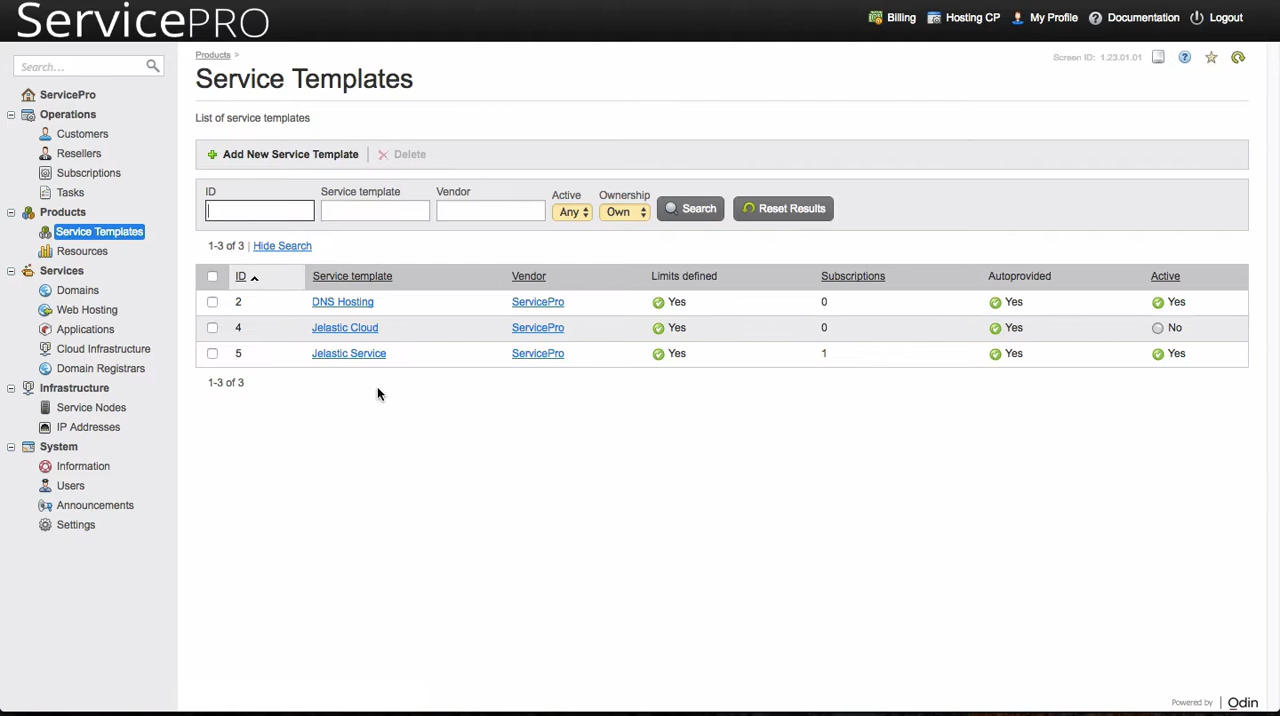 ServicePRO
Billing Hosting CP My Profile Documentation Logout
Search...
ServicePro
Operations
Customers
Resellers
Subscriptions
Tasks
Products
Service Templates
Resources
Services
Domains
Web Hosting
Applications
Cloud Infrastructure
Domain Registrars
Infrastructure
Service Nodes
IP Addresses
System
Information
Users
Announcements
Settings
Products >
Screen ID: 1.23.01.01
Service Templates
List of service templates
Add New Service Template | Delete
ID Service template Vendor Active Ownership
Any Own Search Reset Results
1-3 of 3 | Hide Search
ID Service template Vendor Limits defined Subscriptions Autoprovided Active
2 DNS Hosting ServicePro Yes 0 Yes Yes
4 Jelastic Cloud ServicePro Yes 0 Yes No
5 Jelastic Service ServicePro Yes 1 Yes Yes
1-3 of 3
Powered by | Odin